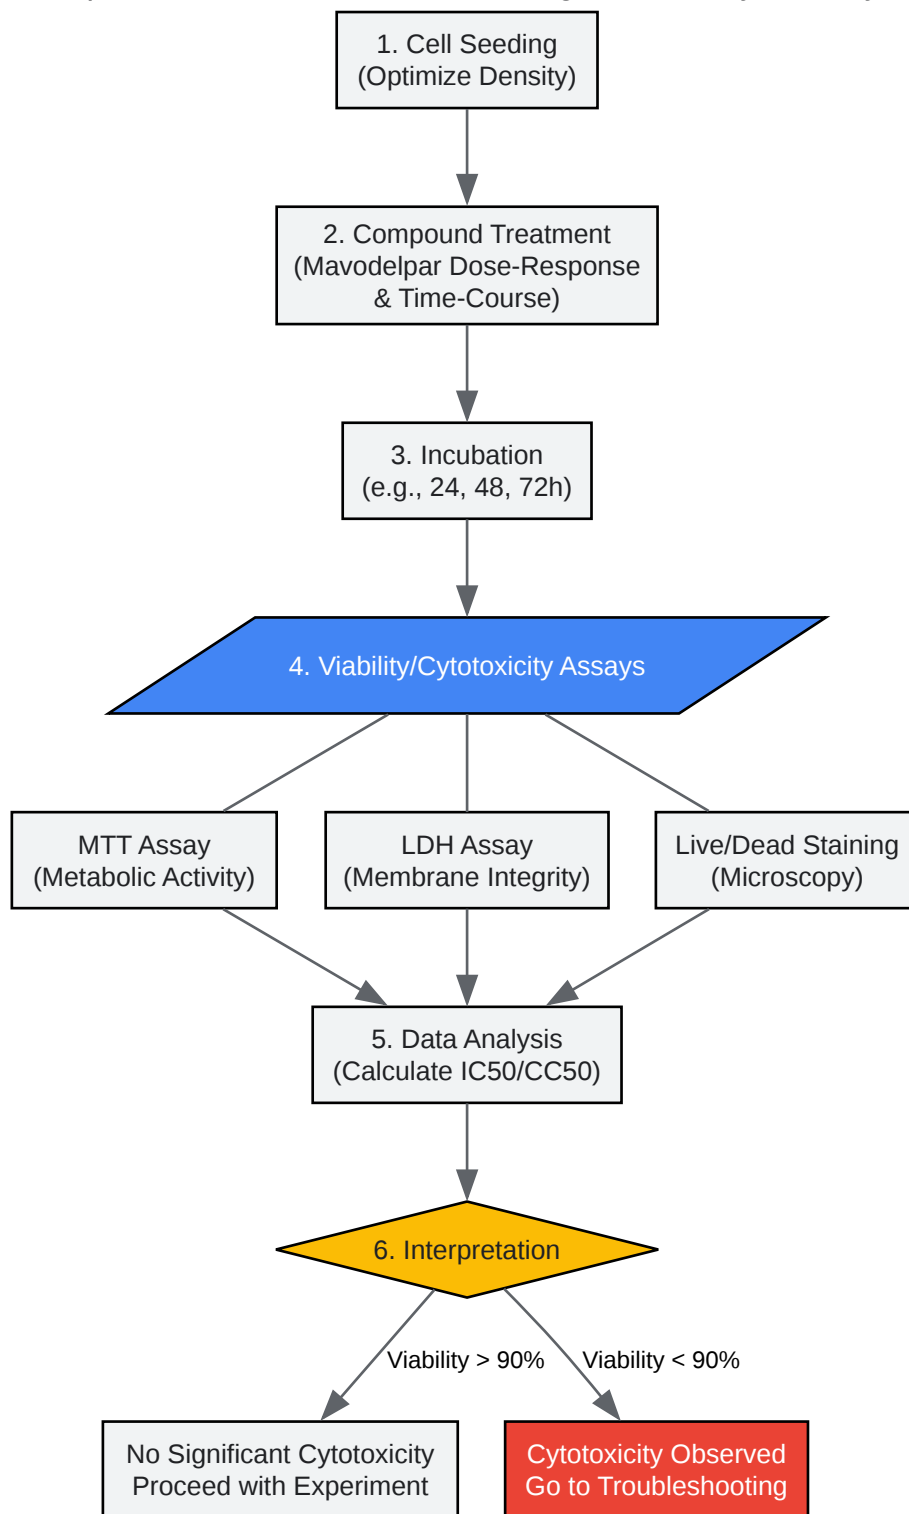 1. Cell Seeding
(Optimize Density)
2. Compound Treatment
(Mavodelpar Dose-Response
& Time-Course)
3. Incubation
(e.g., 24, 48, 72h)
4. Viability/Cytotoxicity Assays
MTT Assay
(Metabolic Activity)
LDH Assay
(Membrane Integrity)
Live/Dead Staining
(Microscopy)
5. Data Analysis
(Calculate IC50/CC50)
6. Interpretation
Viability > 90%
Viability < 90%
No Significant Cytotoxicity
Proceed with Experiment
Cytotoxicity Observed
Go to Troubleshooting